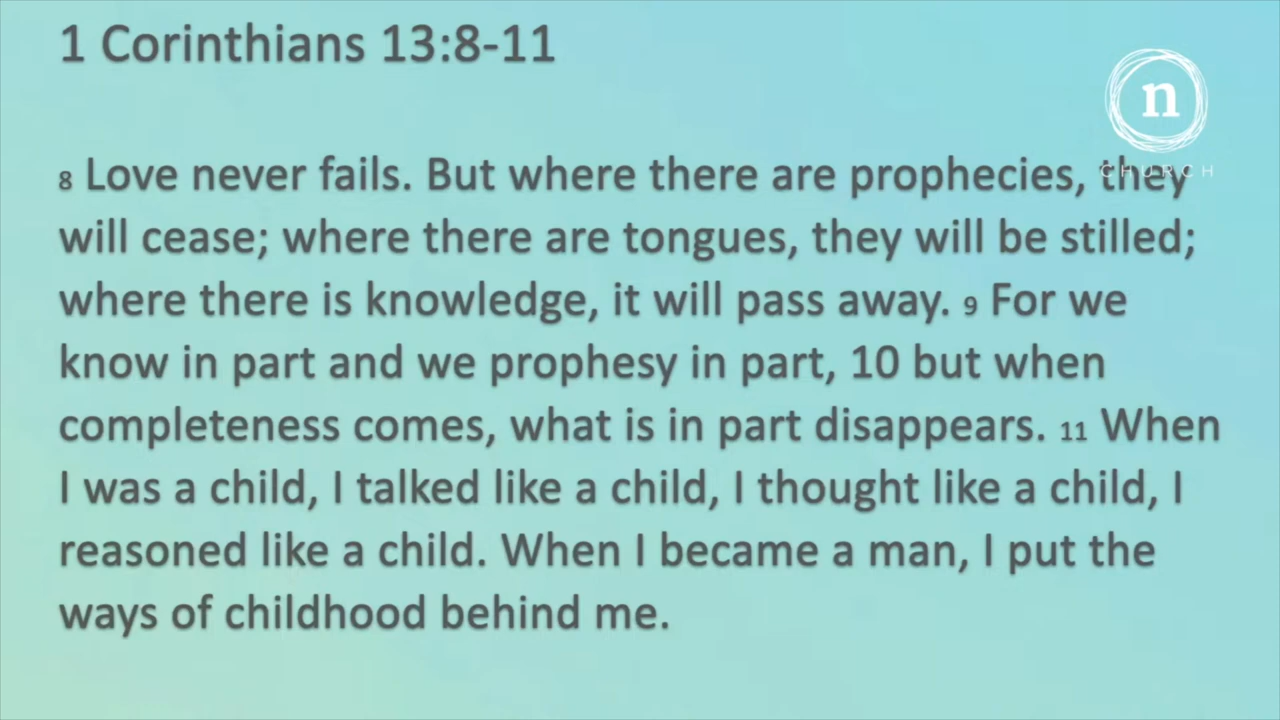 1 Corinthians 13:8-11
n
CHURCH
8 Love never fails. But where there are prophecies, they
will cease; where there are tongues, they will be stilled;
where there is knowledge, it will pass away. 9 For we
know in part and we prophesy in part, 10 but when
completeness comes, what is in part disappears. 11 When
I was a child, I talked like a child, I thought like a child, I
reasoned like a child. When I became a man, I put the
ways of childhood behind me.